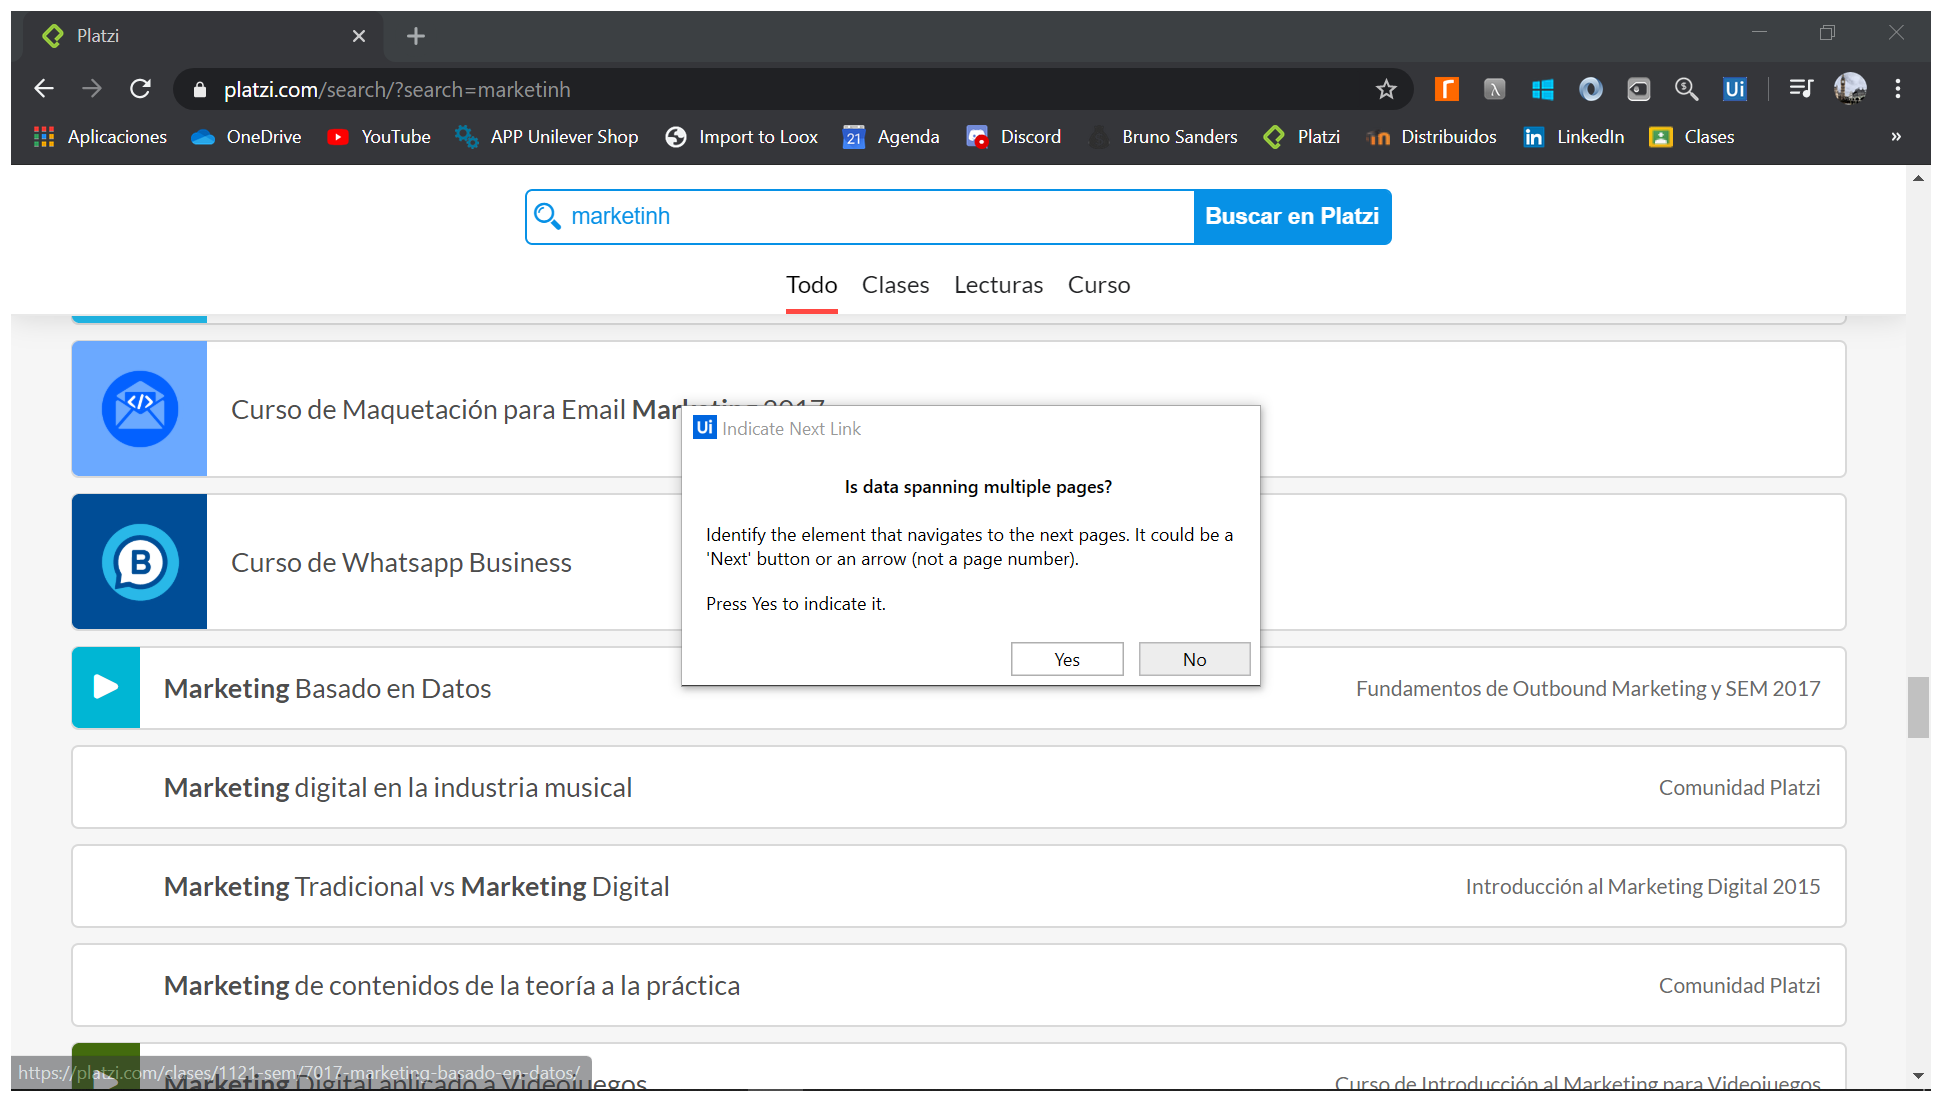 Platzi
platzi.com/search/?search=marketinh
Ui
Aplicaciones
OneDrive
YouTube
APP Unilever Shop
Import to Loox
21 Agenda
Discord
Bruno Sanders
Platzi
Distribuidos
in LinkedIn
Clases
»
marketinh
Buscar en Platzi
Todo Clases Lecturas Curso
Curso de Maquetación para Email Marketing 2017
Ui Indicate Next Link
Is data spanning multiple pages?
Identify the element that navigates to the next pages. It could be a
'Next' button or an arrow (not a page number).
Press Yes to indicate it.
Yes No
B
Curso de Whatsapp Business
Marketing Basado en Datos
Fundamentos de Outbound Marketing y SEM 2017
Marketing digital en la industria musical
Comunidad Platzi
Marketing Tradicional vs Marketing Digital
Introducción al Marketing Digital 2015
Marketing de contenidos de la teoría a la práctica
Comunidad Platzi
https://platzi.com/clases/1121-sem/7017-marketing-basado-en-datos/
Marketing Digital aplicado a Videojuegos
Curso de Introducción al Marketing para Videojuegos